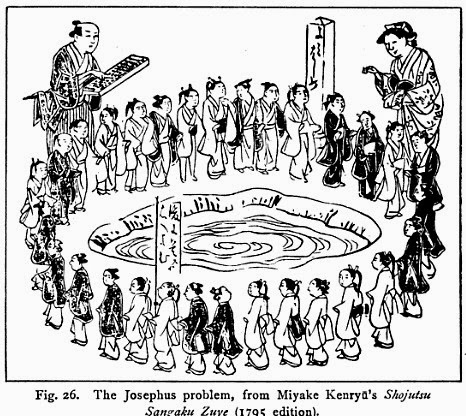 Fig. 26. The Josephus problem, from Miyake Kenryū's Shojutsu
Sangaku Zuye (1795 edition).